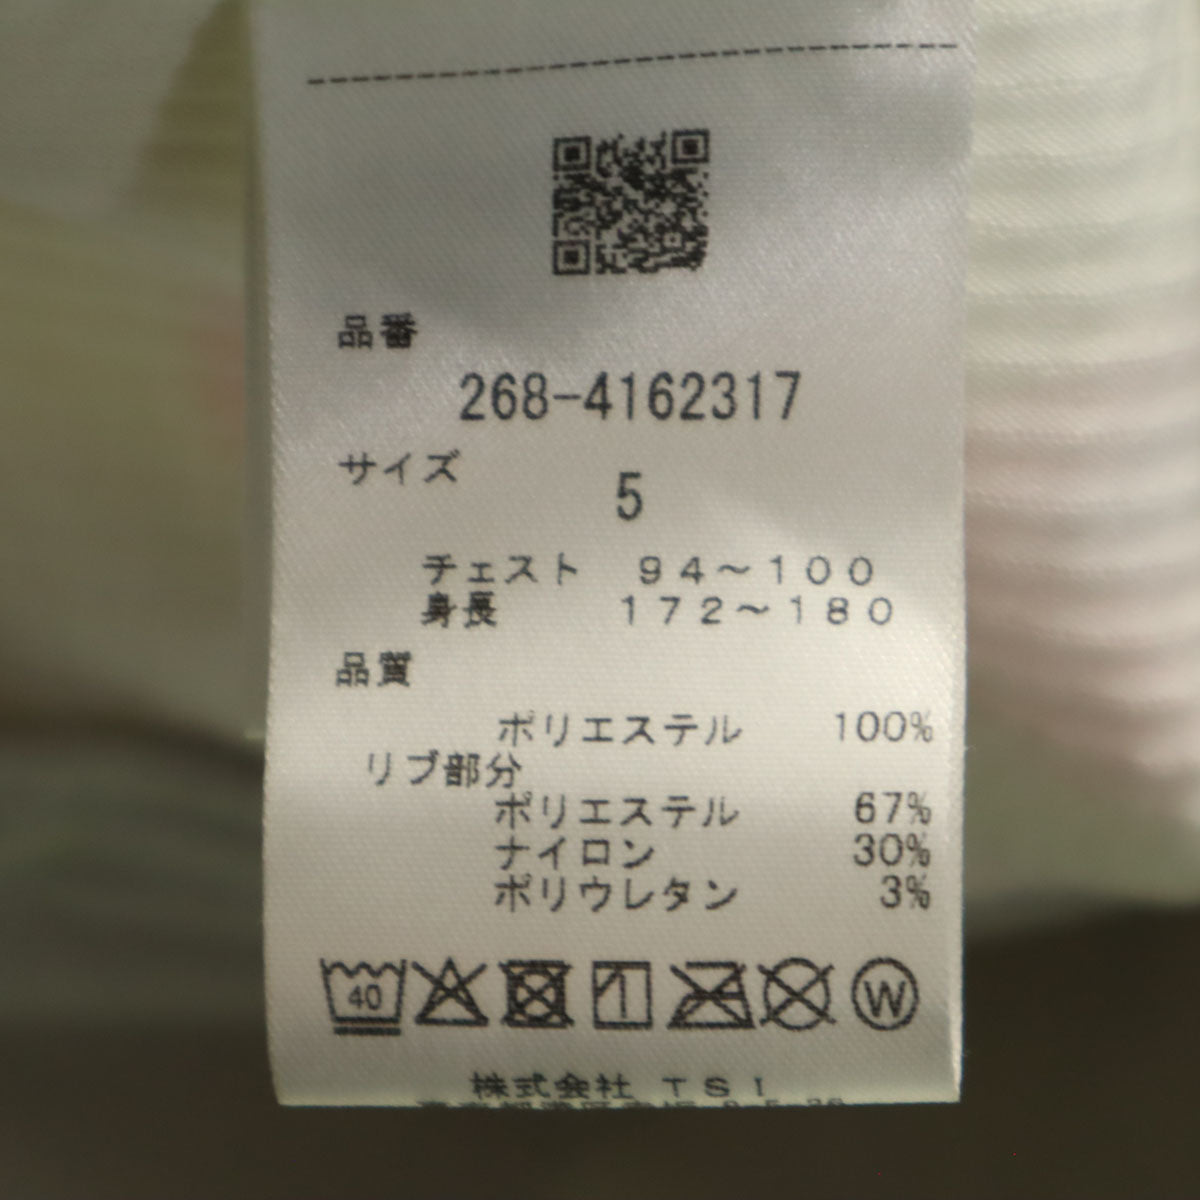 品番
268-4162317
サイズ
5
チェスト 94～100
身長 172～180
品質
ポリエステル 100%
リブ部分
ポリエステル 67%
ナイロン 30%
ポリウレタン 3%
40 W
株式会社 TSI